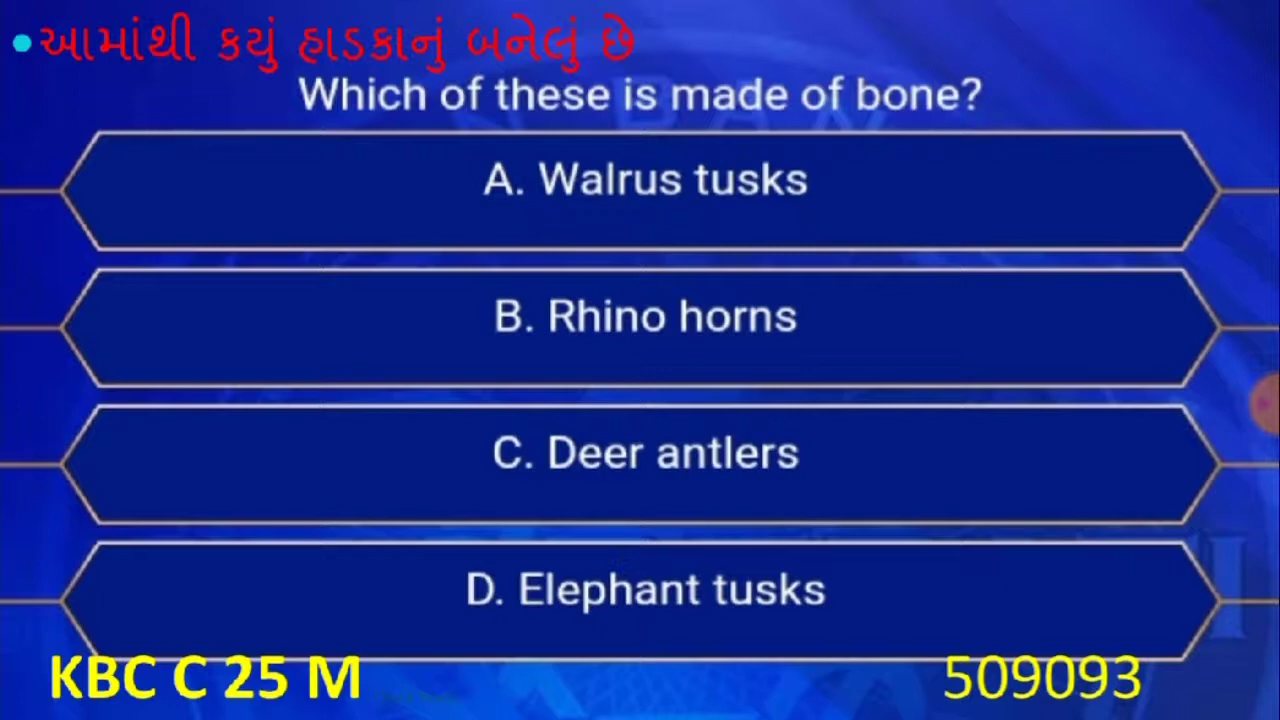 •આમાંથી કયું હાડકાનું બનેલું છે
Which of these is made of bone?
A. Walrus tusks
B. Rhino horns
C. Deer antlers
D. Elephant tusks
KBC C 25 M
509093